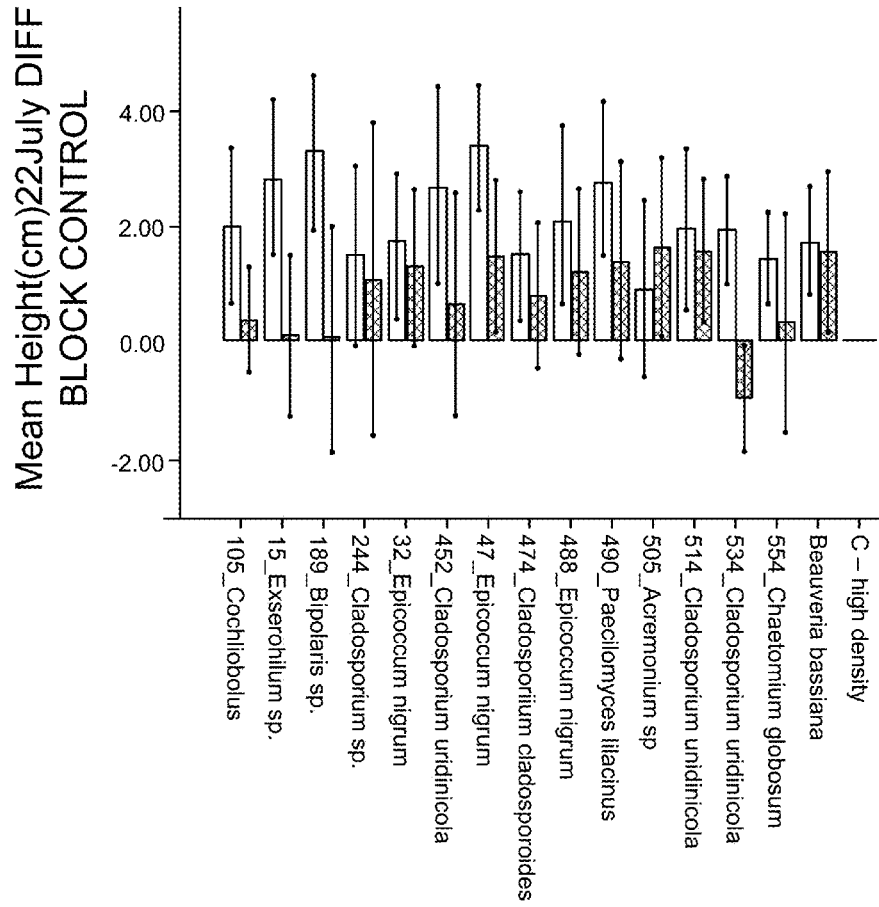 Mean Height(cm)22July DIFF
BLOCK CONTROL
4.00
2.00
0.00
-2.00
105_Cochliobolus
15_Exserohilum sp.
189_Bipolaris sp.
244_Cladosporium sp.
32_Epicoccum nigrum
452_Cladosporium uridinicola
47_Epicoccum nigrum
474_Cladosporiium cladosporoides
488_Epicoccum nigrum
490_Paecilomyces lilacinus
505_Acremonium sp
514_Cladosporium unidinicola
534_Cladosporium uridinicola
554_Chaetomium globosum
Beauveria bassiana
C – high density